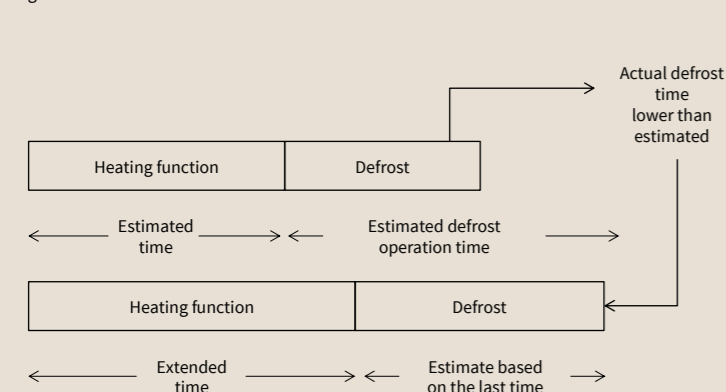 Actual defrost
time
lower than
estimated
Heating function
Defrost
Estimated
time
Estimated defrost
operation time
Heating function
Defrost
Extended
time
Estimate based
on the last time